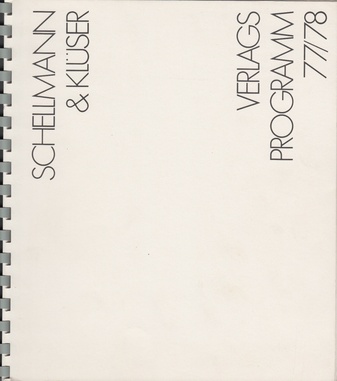 SCHELLMANN
& KLÜSER
VERLAGS
PROGRAMM
77/78